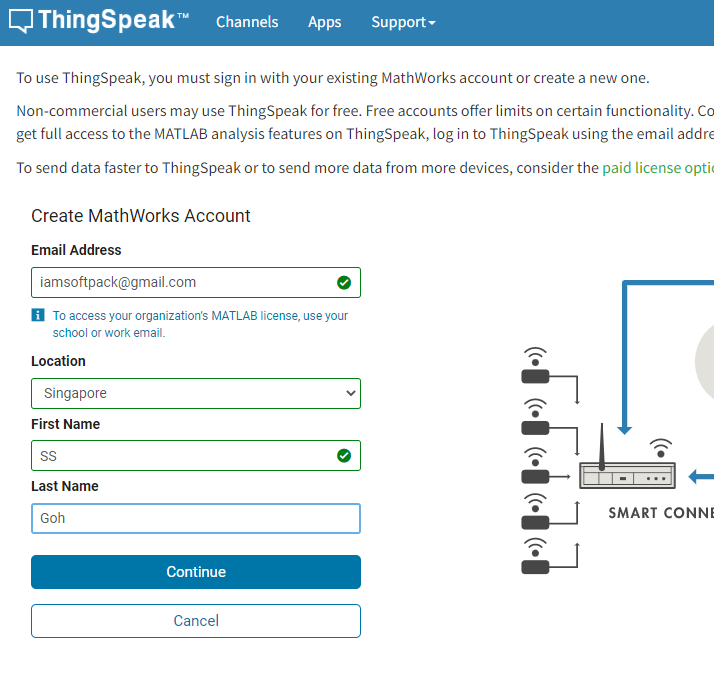 ThingSpeak™ Channels Apps Support
To use ThingSpeak, you must sign in with your existing MathWorks account or create a new one.
Non-commercial users may use ThingSpeak for free. Free accounts offer limits on certain functionality. Co
get full access to the MATLAB analysis features on ThingSpeak, log in to ThingSpeak using the email addre
To send data faster to ThingSpeak or to send more data from more devices, consider the paid license optio
Create MathWorks Account
Email Address
iamsoftpack@gmail.com
To access your organization's MATLAB license, use your
school or work email.
Location
Singapore
First Name
SS
Last Name
Goh
SMART CONNE
Continue
Cancel